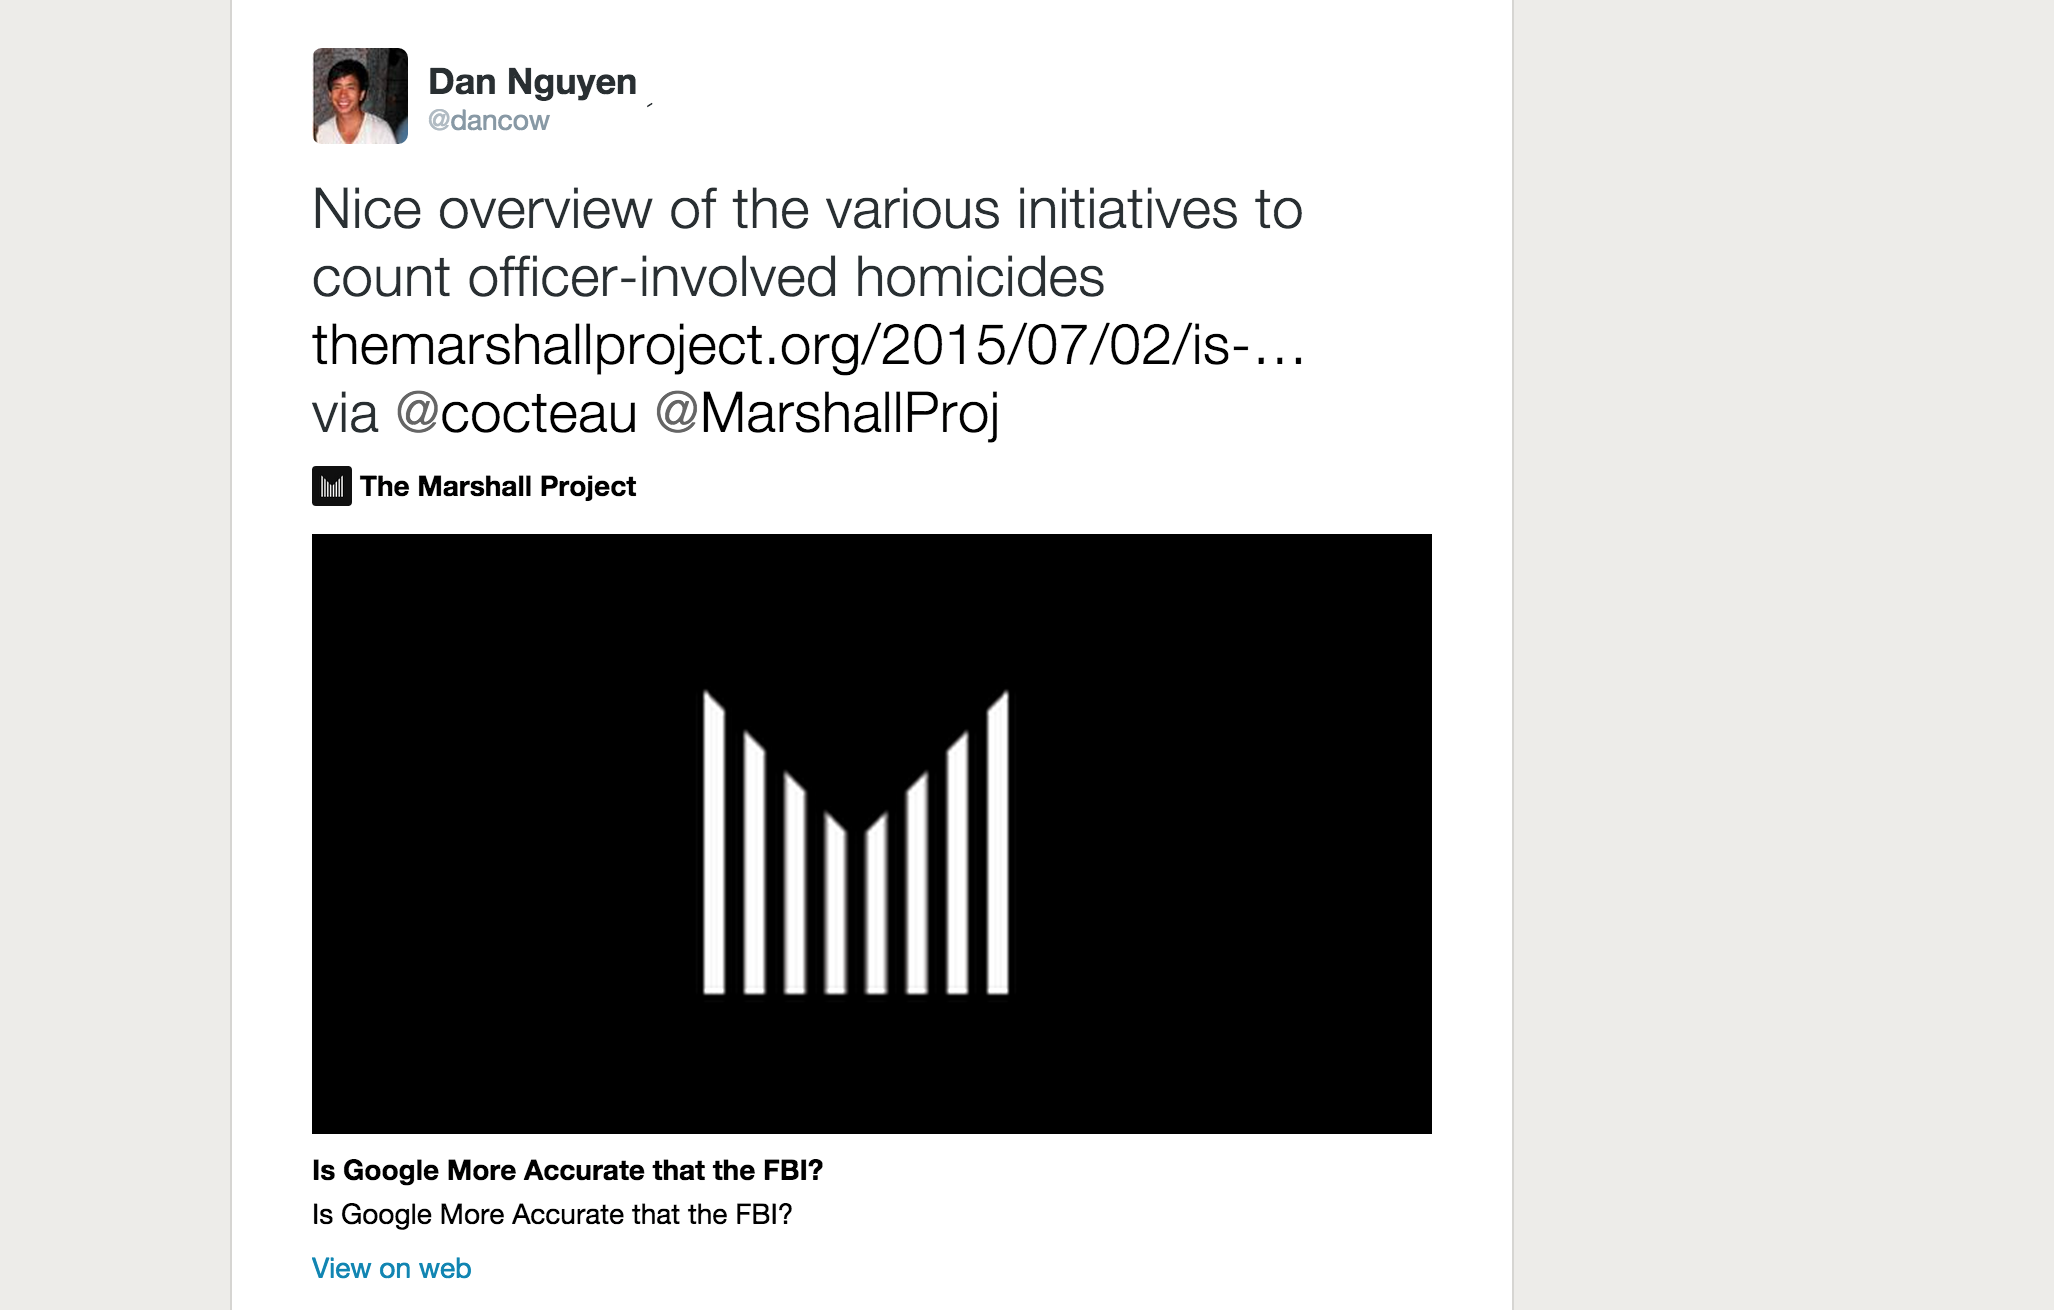 Dan Nguyen
@dancow
Nice overview of the various initiatives to
count officer-involved homicides
themarshallproject.org/2015/07/02/is-…
via @cocteau @MarshallProj
The Marshall Project
Is Google More Accurate that the FBI?
Is Google More Accurate that the FBI?
View on web